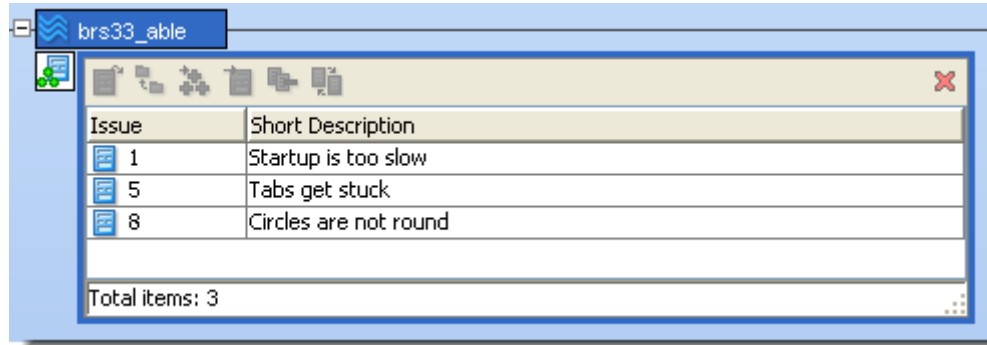 brs33_able
Issue Short Description
1 Startup is too slow
5 Tabs get stuck
8 Circles are not round
Total items: 3